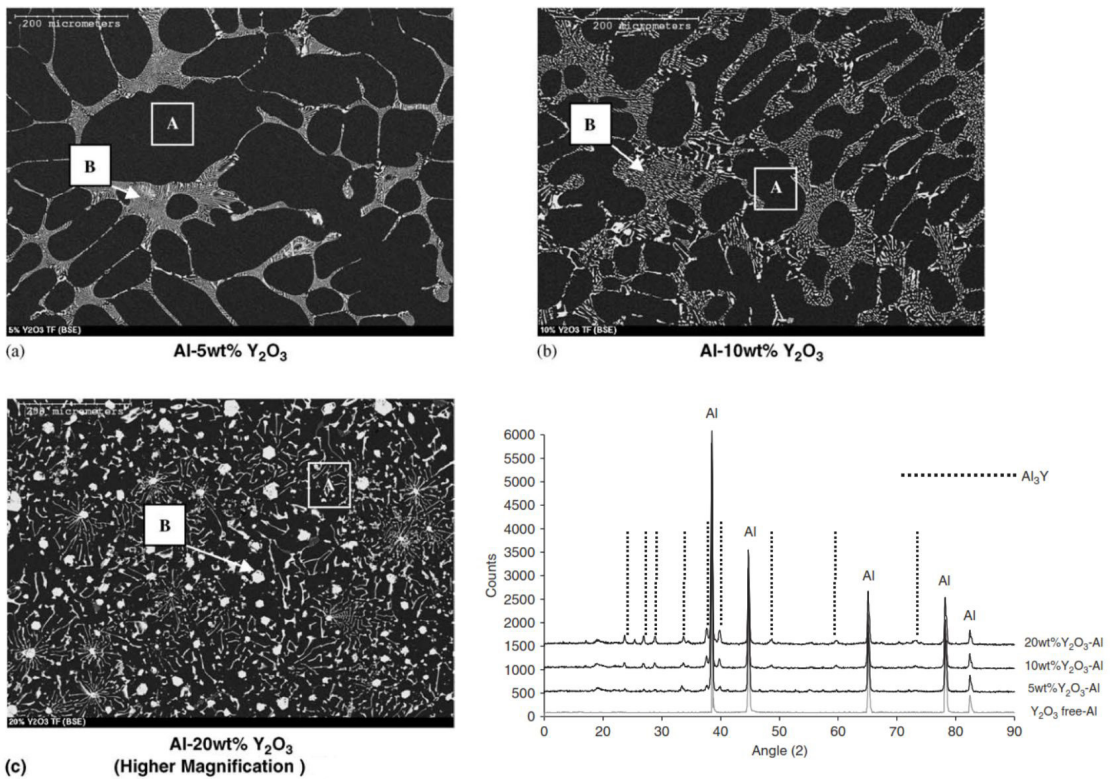 200 micrometers
A
B
5% Y2O3 TF (BSE)
(a)
Al-5wt% Y2O3
200 micrometers
B
A
10% Y2O3 TF (BSE)
(b)
Al-10wt% Y2O3
micrometers
A
B
20% Y2O3 TF (BSE)
Al-20wt% Y2O3
(c)
(Higher Magnification )
Al
6000
5500
5000
Al3Y
4500
4000
Al
3500
3000
Al
Al
2500
2000
Al
1500
20wt%Y2O3-Al
1000
10wt%Y2O3-Al
500
5wt%Y2O3-Al
0
Y2O3 free-Al
Counts
0 10 20 30 40 50 60 70 80 90
Angle (2)